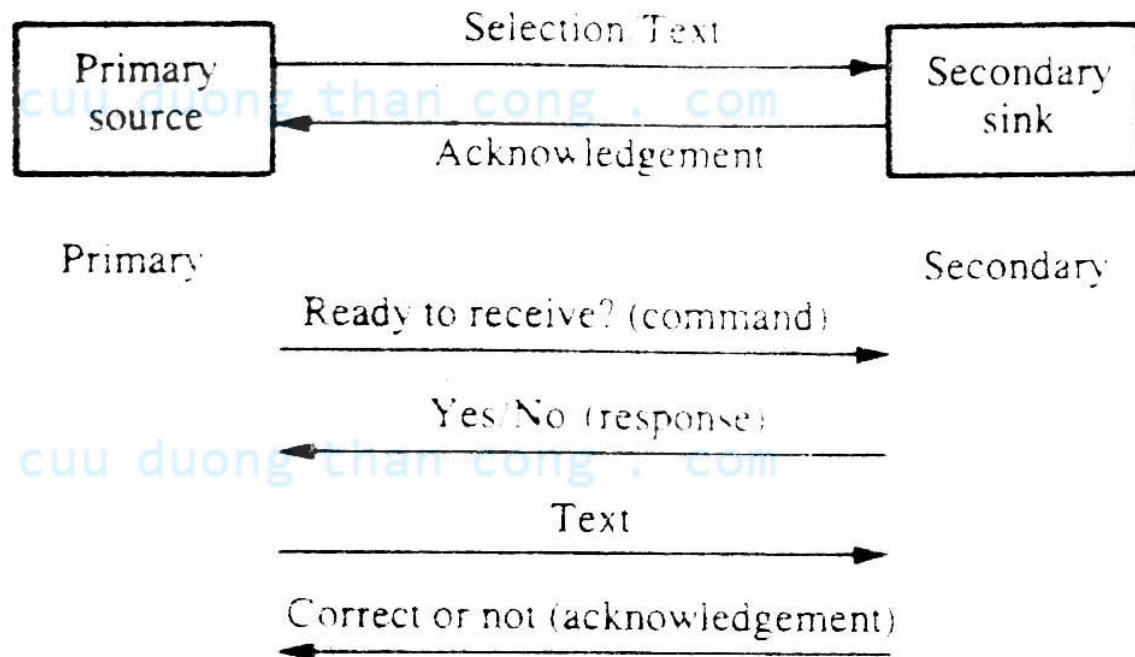 Selection/Text
Primary
source
Secondary
sink
cuu duong than cong . com
Acknowledgement
Primary
Secondary
Ready to receive? (command)
Yes/No (response)
cuu duong than cong . com
Text
Correct or not (acknowledgement)